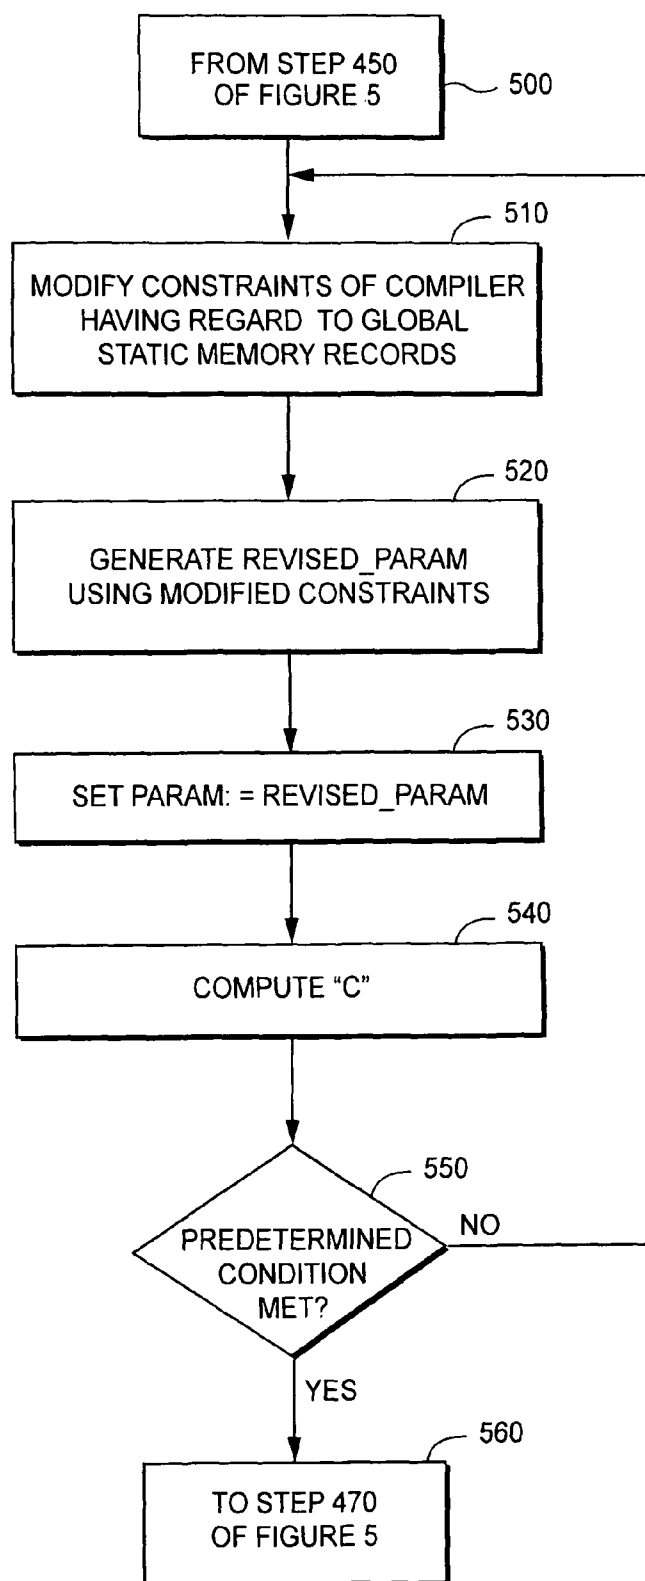 FROM STEP 450
OF FIGURE 5
500
510
MODIFY CONSTRAINTS OF COMPILER
HAVING REGARD TO GLOBAL
STATIC MEMORY RECORDS
520
GENERATE REVISED_PARAM
USING MODIFIED CONSTRAINTS
530
SET PARAM: = REVISED_PARAM
540
COMPUTE “C”
550
PREDETERMINED
CONDITION
MET?
NO
YES
560
TO STEP 470
OF FIGURE 5